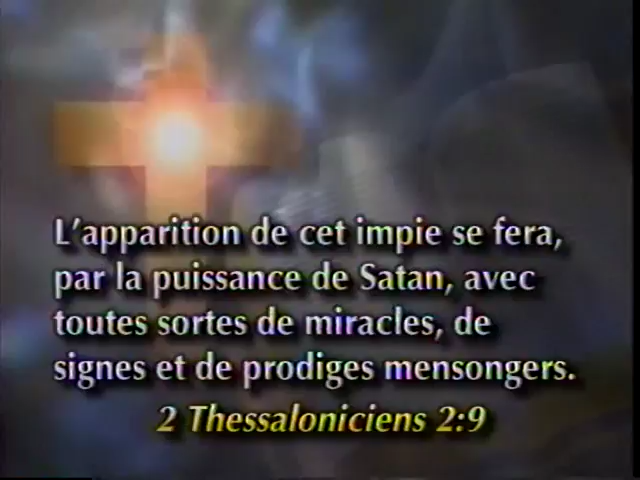 L'apparition de cet impie se fera,
par la puissance de Satan, avec
toutes sortes de miracles, de
signes et de prodiges mensongers.
2 Thessaloniciens 2:9